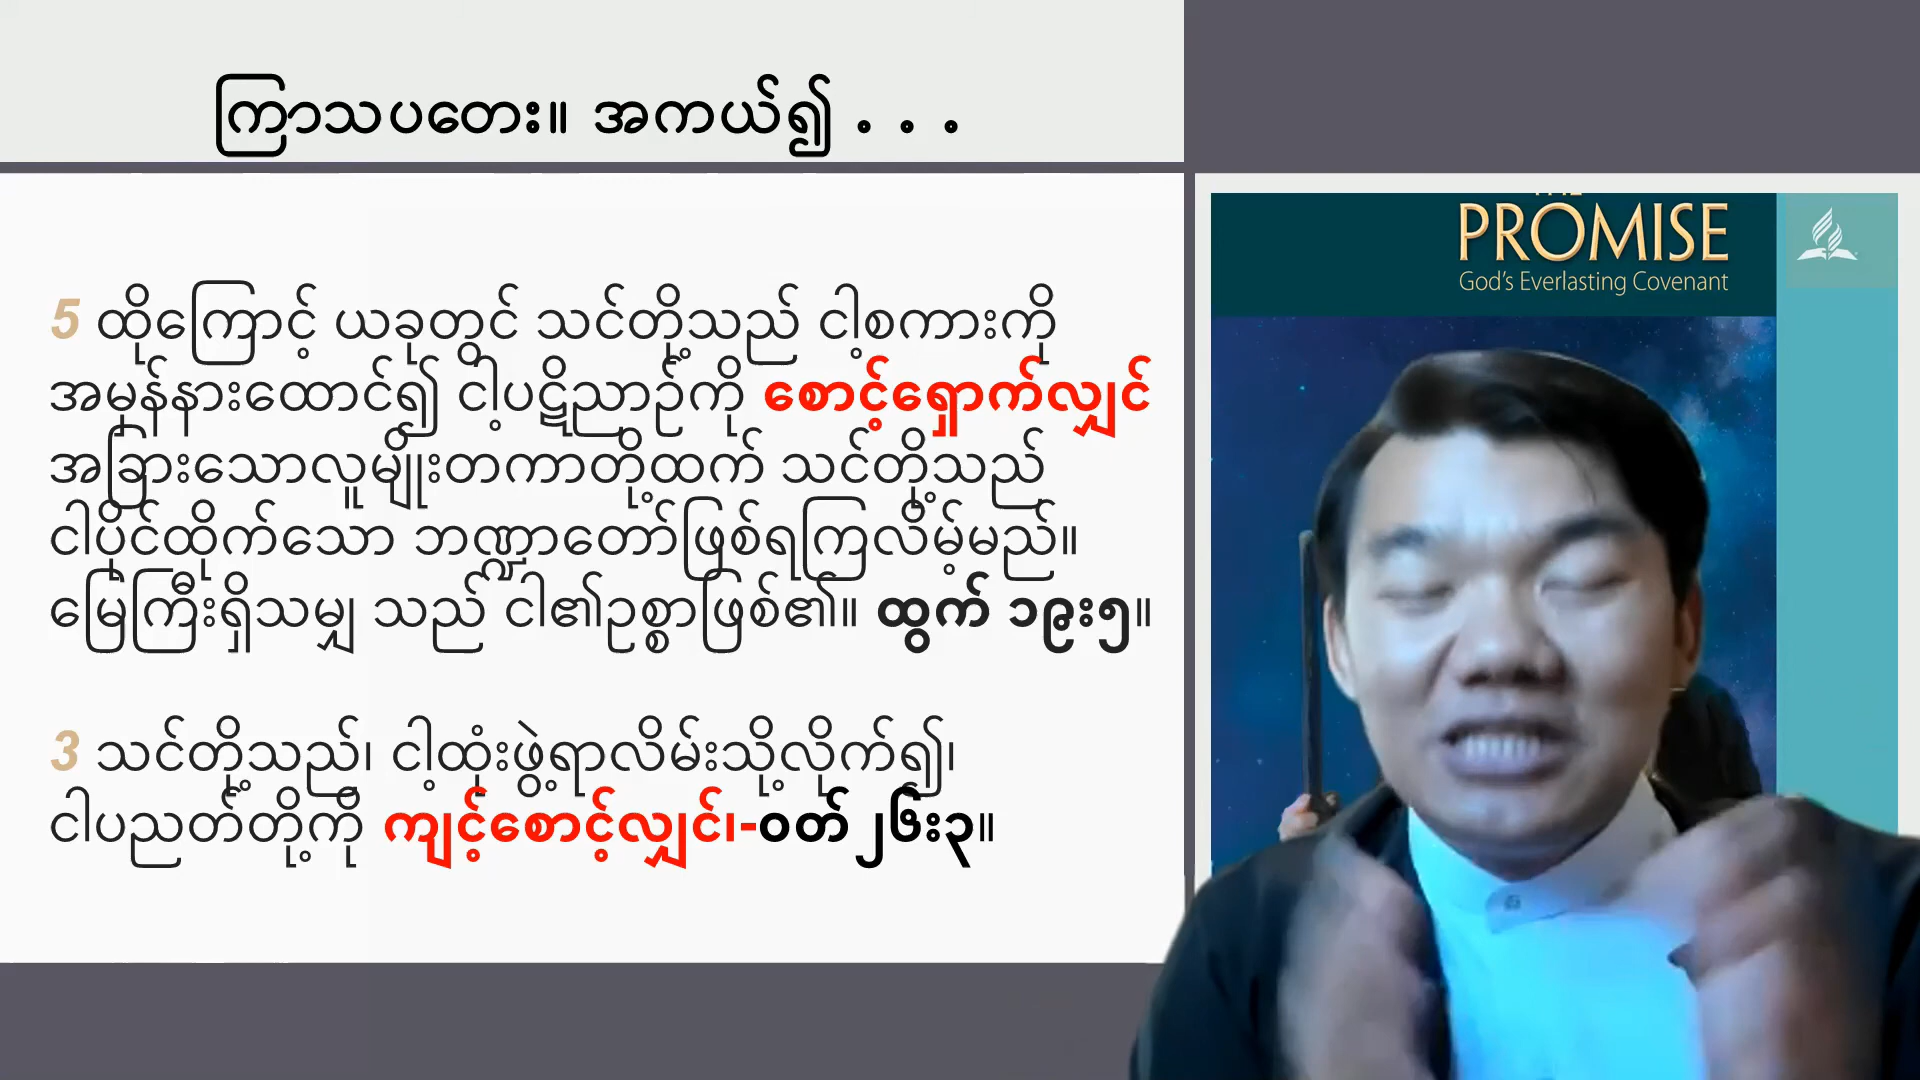 ကြာသပတေး။ အကယ်၍ . . .
5 ထို့ကြောင့် ယခုတွင် သင်တို့သည် ငါ့စကားကို
အမှန်နားထောင်၍ ငါ့ပဋိညာဉ်ကို စောင့်ရှောက်လျှင်
အခြားသောလူမျိုးတကာတို့ထက် သင်တို့သည်
ငါပိုင်ထိုက်သော ဘဏ္ဍာတော်ဖြစ်ရကြလိမ့်မည်။
မြေကြီးရှိသမျှ သည် ငါ၏ဥစ္စာဖြစ်၏။ ထွက် ၁၉း၅။
3 သင်တို့သည်၊ ငါ့ထုံးဖွဲ့ရာလမ်းသို့လိုက်၍၊
ငါပညတ်တို့ကို ကျင့်စောင့်လျှင်၊-ဝတ်၂၆း၃။
PROMISE
God's Everlasting Covenant